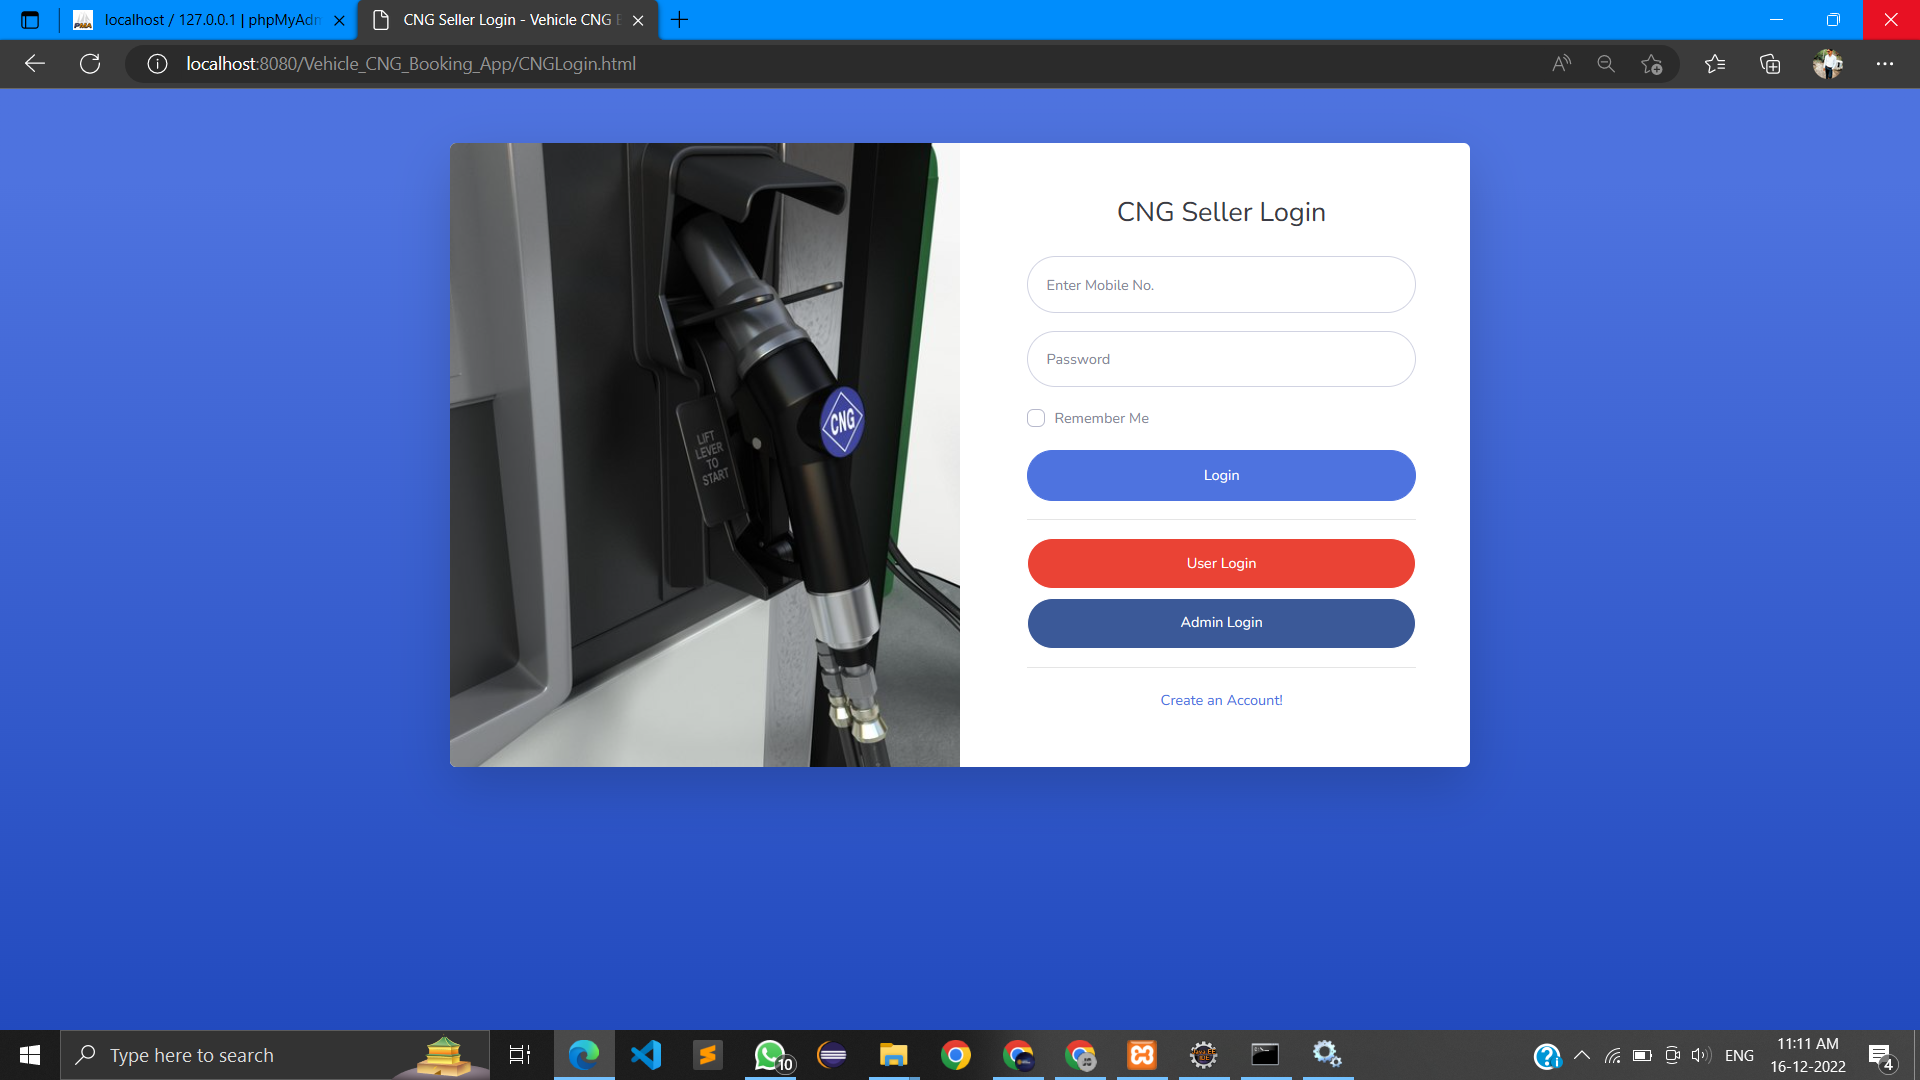 localhost / 127.0.0.1 | phpMyAdm
CNG Seller Login - Vehicle CNG B
localhost:8080/Vehicle_CNG_Booking_App/CNGLogin.html
CNG Seller Login
Enter Mobile No.
Password
Remember Me
Login
User Login
Admin Login
Create an Account!
CNG
LIFT
LEVER
TO
START
Type here to search
10
ENG
11:11 AM
16-12-2022
4